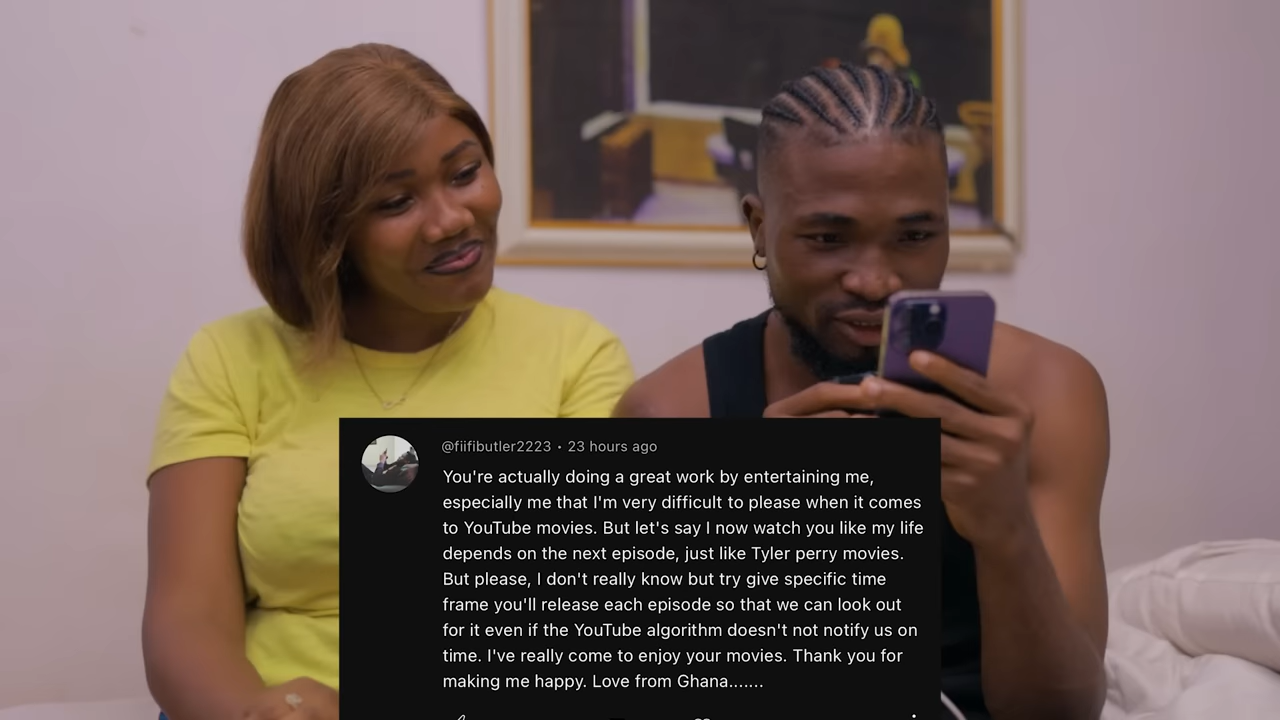 @fiifibutler2223 • 23 hours ago
You're actually doing a great work by entertaining me,
especially me that I'm very difficult to please when it comes
to YouTube movies. But let's say I now watch you like my life
depends on the next episode, just like Tyler perry movies.
But please, I don't really know but try give specific time
frame you'll release each episode so that we can look out
for it even if the YouTube algorithm doesn't not notify us on
time. I've really come to enjoy your movies. Thank you for
making me happy. Love from Ghana.......